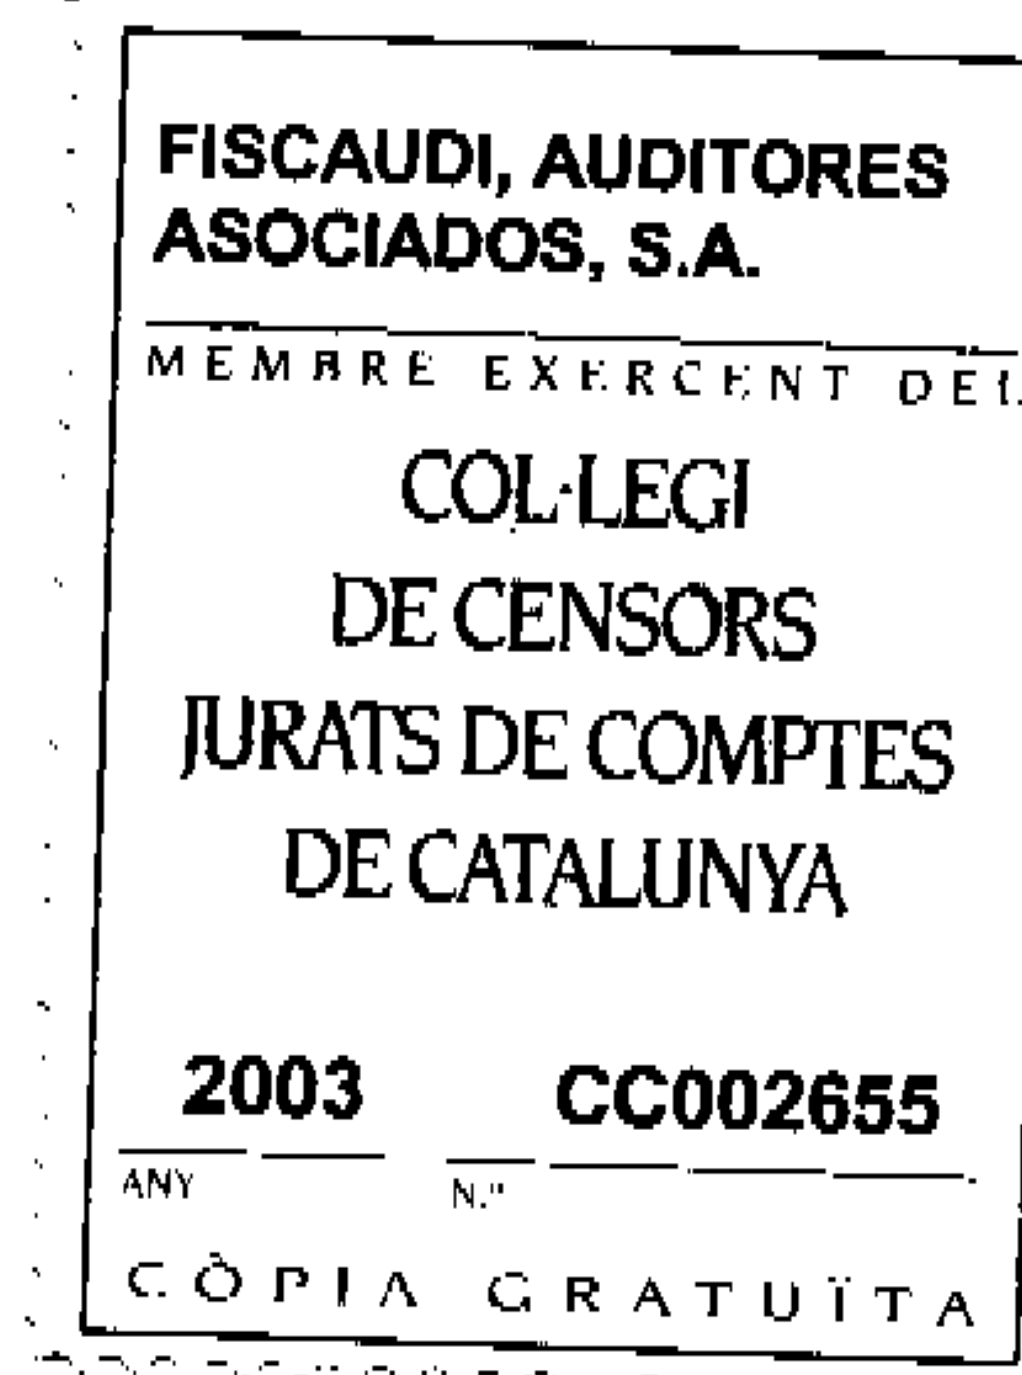 FISCAUDI, AUDITORES
ASOCIADOS, S.A.
MEMBRE EXERCENT DEL
COL·LEGI
DE CENSORS
JURATS DE COMPTES
DE CATALUNYA
2003 CC002655
ANY N.º
CÒPIA GRATUÏTA